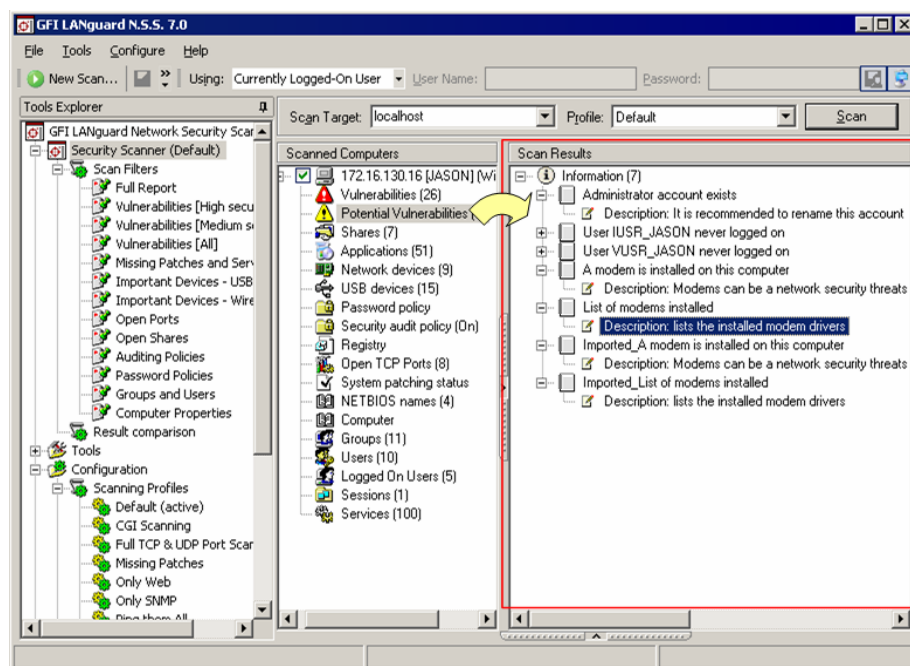 GFI LANguard N.S.S. 7.0
File Tools Configure Help
New Scan... Using: Currently Logged-On User User Name: Password:
Tools Explorer
GFI LANguard Network Security Scar
Security Scanner (Default)
Scan Filters
Full Report
Vulnerabilities [High secu
Vulnerabilities [Medium s
Vulnerabilities [All]
Missing Patches and Serv
Important Devices - USB
Important Devices - Wire
Open Ports
Open Shares
Auditing Policies
Password Policies
Groups and Users
Computer Properties
Result comparison
Tools
Configuration
Scanning Profiles
Default (active)
CGI Scanning
Full TCP & UDP Port Scar
Missing Patches
Only Web
Only SNMP
Ping them All
Scan Target: localhost Profile: Default Scan
Scanned Computers
172.16.130.16 [JASON] (Wi
Vulnerabilities (26)
Potential Vulnerabilities
Shares (7)
Applications (51)
Network devices (9)
USB devices (15)
Password policy
Security audit policy (On)
Registry
Open TCP Ports (8)
System patching status
NETBIOS names (4)
Computer
Groups (11)
Users (10)
Logged On Users (5)
Sessions (1)
Services (100)
Scan Results
Information (7)
Administrator account exists
Description: It is recommended to rename this account
User IUSR_JASON never logged on
User VUSR_JASON never logged on
A modem is installed on this computer
Description: Modems can be a network security threats
List of modems installed
Description: lists the installed modem drivers
Imported_A modem is installed on this computer
Description: Modems can be a network security threats
Imported_List of modems installed
Description: lists the installed modem drivers